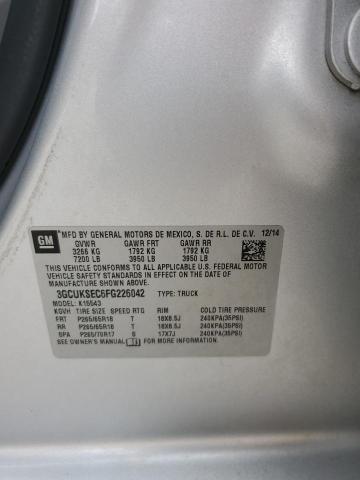 GM
MFD BY GENERAL MOTORS DE MEXICO, S. DE R.L. DE C.V. 12/14
GVWR GAWR FRT GAWR RR
3266 KG 1792 KG 1792 KG
7200 LB 3950 LB 3950 LB
THIS VEHICLE CONFORMS TO ALL APPLICABLE U.S. FEDERAL MOTOR
VEHICLE SAFETY STANDARDS IN EFFECT ON THE DATE OF
MANUFACTURE SHOWN ABOVE.
3GCUKSEC6FG226042 TYPE: TRUCK
MODEL: K15543
KGVH TIRE SIZE SPEED RTG RIM COLD TIRE PRESSURE
FRT P265/65R18 T 18X8.5J 240KPA(35PSI)
RR P265/65R18 T 18X8.5J 240KPA(35PSI)
SPA P265/70R17 S 17X7J 240KPA(35PSI)
SEE OWNER'S MANUAL FOR MORE INFORMATION.